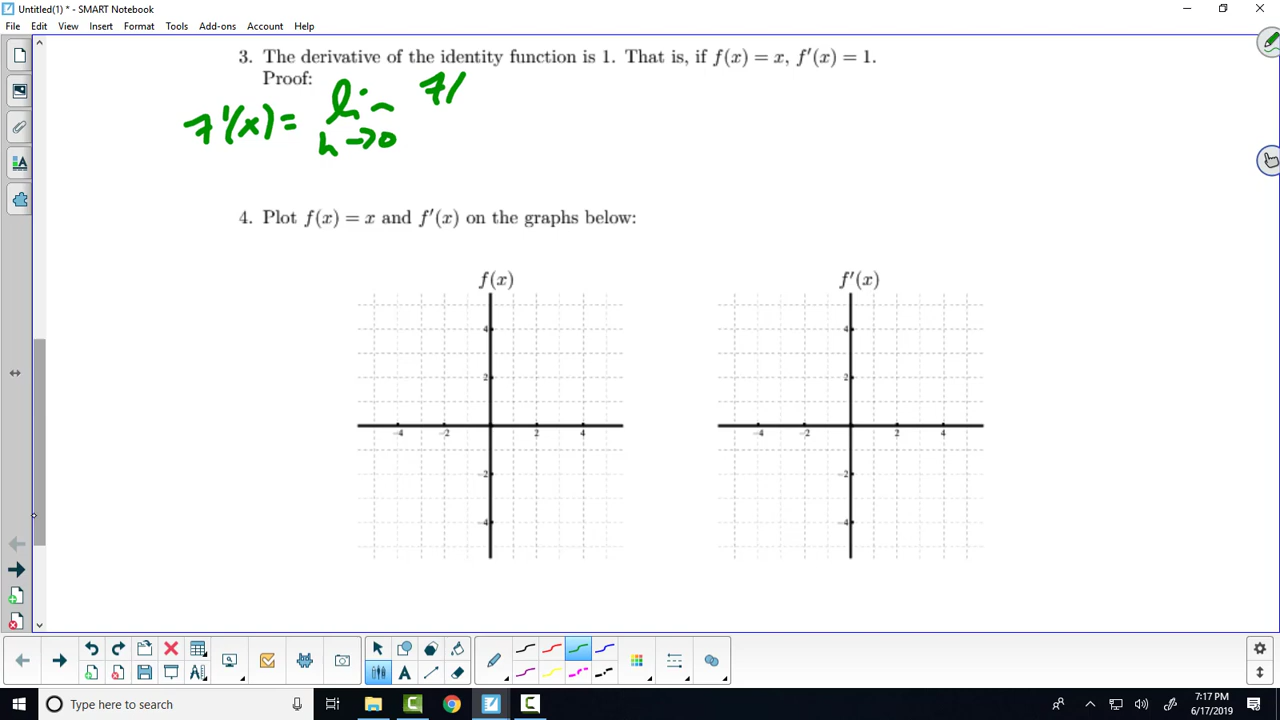 Untitled(1) * - SMART Notebook
File Edit View Insert Format Tools Add-ons Account Help
3. The derivative of the identity function is 1. That is, if f(x) = x, f′(x) = 1.
Proof:
f'(x) = lim f(
h→0
4. Plot f(x) = x and f′(x) on the graphs below:
f(x) f′(x)
4 4
2 2
−4 −2 2 4 −4 −2 2 4
−2 −2
−4 −4
Type here to search
7:17 PM
6/17/2019